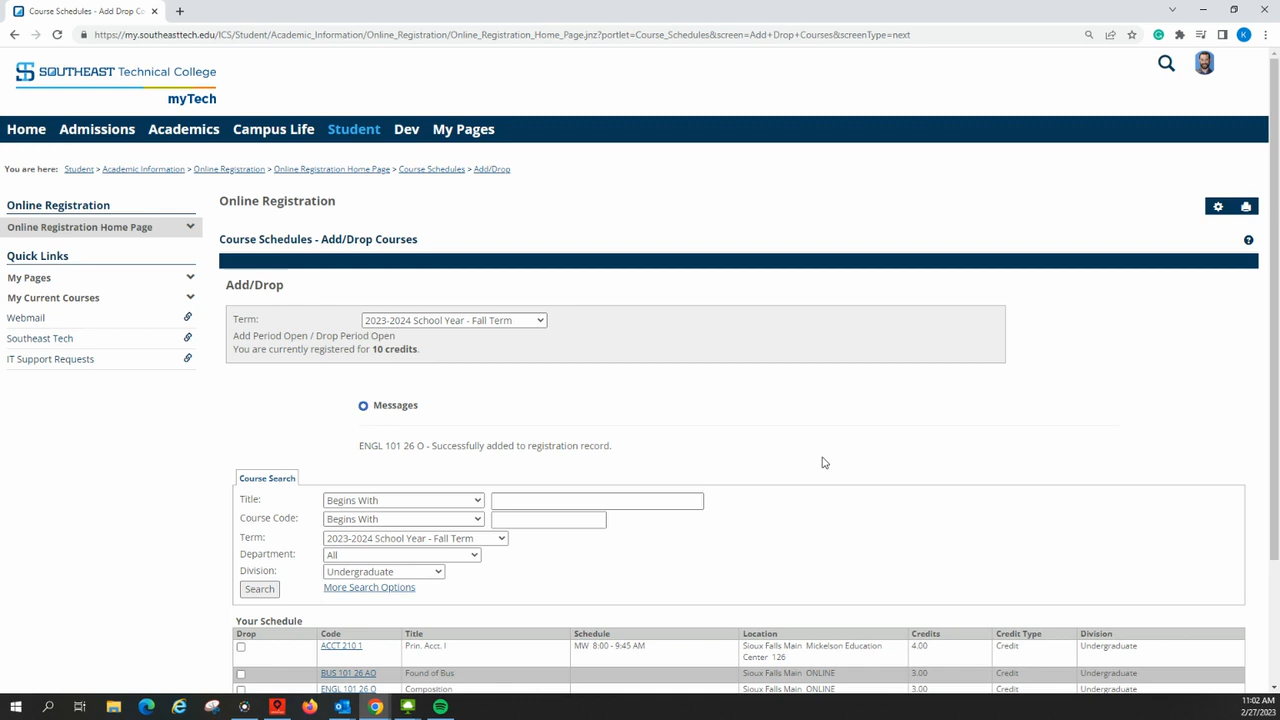 Course Schedules - Add Drop Co
https://my.southeasttech.edu/ICS/Student/Academic_Information/Online_Registration/Online_Registration_Home_Page.jnz?portlet=Course_Schedules&screen=Add+Drop+Courses&screenType=next
K
SOUTHEAST Technical College
myTech
Home Admissions Academics Campus Life Student Dev My Pages
You are here: Student > Academic Information > Online Registration > Online Registration Home Page > Course Schedules > Add/Drop
Online Registration
Online Registration Home Page
Quick Links
My Pages
My Current Courses
Webmail
Southeast Tech
IT Support Requests
Online Registration
Course Schedules - Add/Drop Courses
Add/Drop
Term: 2023-2024 School Year - Fall Term
Add Period Open / Drop Period Open
You are currently registered for 10 credits.
Messages
ENGL 101 26 O - Successfully added to registration record.
Course Search
Title: Begins With
Course Code: Begins With
Term: 2023-2024 School Year - Fall Term
Department: All
Division: Undergraduate
Search More Search Options
Your Schedule
Drop Code Title Schedule Location Credits Credit Type Division
ACCT 210 1 Prin. Acct. I MW 8:00 - 9:45 AM Sioux Falls Main Mickelson Education 4.00 Credit Undergraduate
Center 126
BUS 101 26 AO Found of Bus Sioux Falls Main ONLINE 3.00 Credit Undergraduate
ENGL 101 26 O Composition Sioux Falls Main ONLINE 3.00 Credit Undergraduate
11:02 AM
2/27/2023